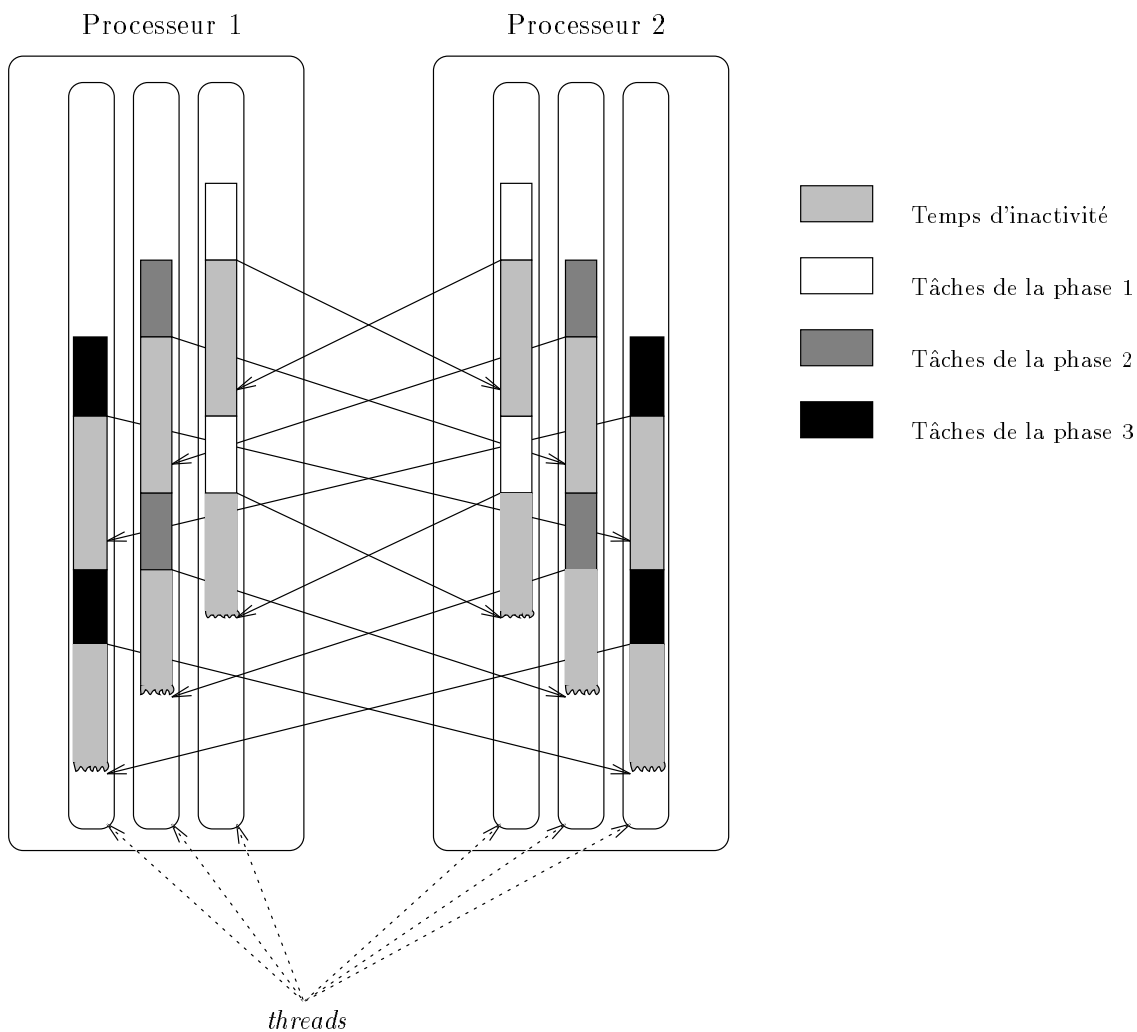 Processeur 1
Processeur 2
Temps d'inactivité
Tâches de la phase 1
Tâches de la phase 2
Tâches de la phase 3
threads